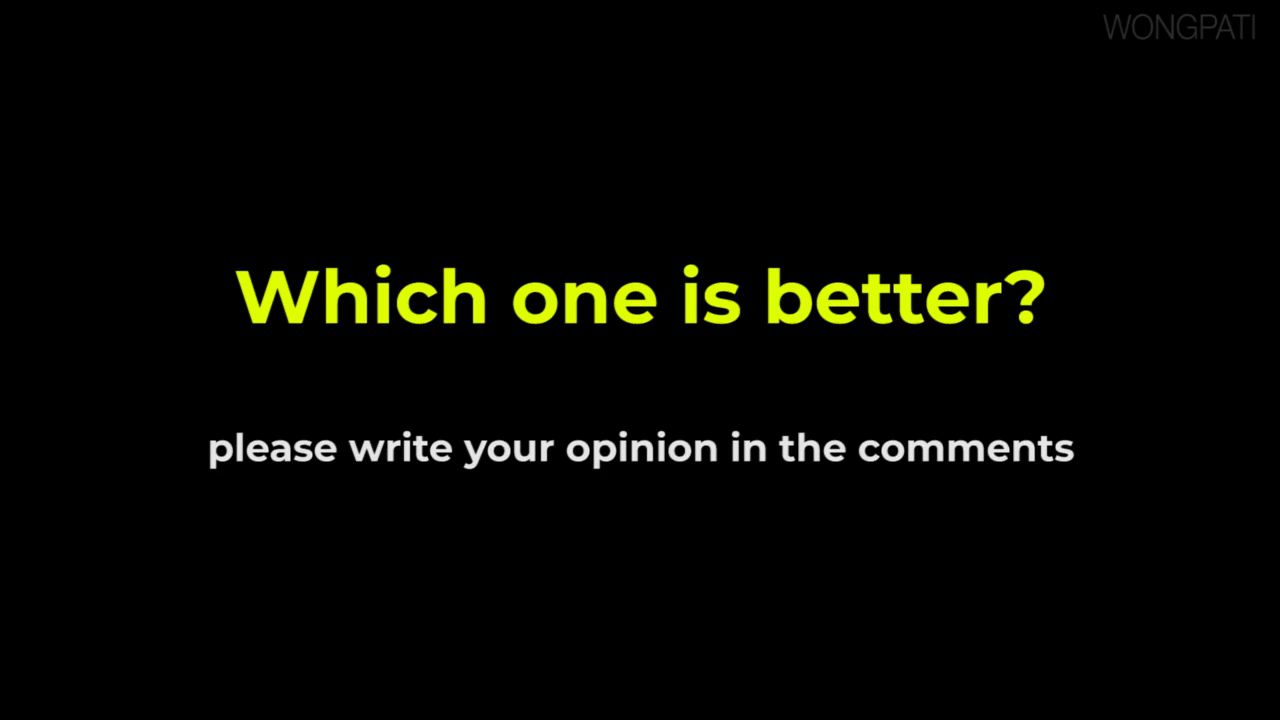 WONGPATI
Which one is better?
please write your opinion in the comments